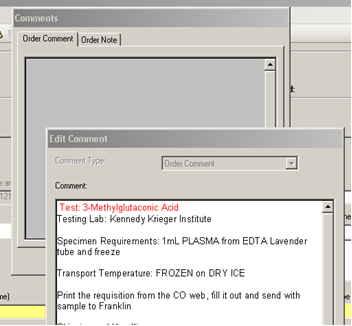 Comments
Order Comment Order Note
d:
Edit Comment
Comment Type: Order Comment
Comment:
Test: 3-Methylglutaconic Acid
Testing Lab: Kennedy Krieger Institute
Specimen Requirements: 1mL PLASMA from EDTA Lavender
tube and freeze
Transport Temperature: FROZEN on DRY ICE
Print the requisition from the CO web, fill it out and send with
sample to Franklin